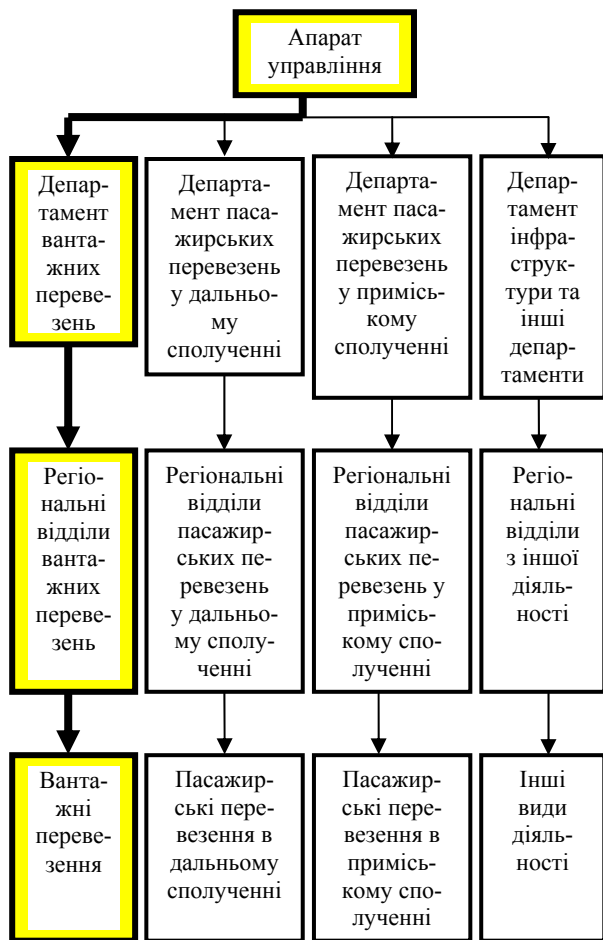 Апарат
управління
Депар-
тамент
ванта-
жних
переве-
зень
Департа-
мент паса-
жирських
перевезень
у дальньо-
му
сполученні
Департа-
мент паса-
жирських
перевезень
у примісь-
кому
сполученні
Депар-
тамент
інфра-
струк-
тури та
інші
депар-
таменти
Регіо-
нальні
відділи
ванта-
жних
переве-
зень
Регіональні
відділи
пасажир-
ських пе-
ревезень
у дальньо-
му сполу-
ченні
Регіональні
відділи
пасажир-
ських пе-
ревезень у
примісь-
кому спо-
лученні
Регіо-
нальні
відділи
з іншої
діяль-
ності
Ванта-
жні
переве-
зення
Пасажир-
ські пере-
везення в
дальньому
сполученні
Пасажир-
ські пере-
везення в
примісь-
кому спо-
лученні
Інші
види
діяль-
ності